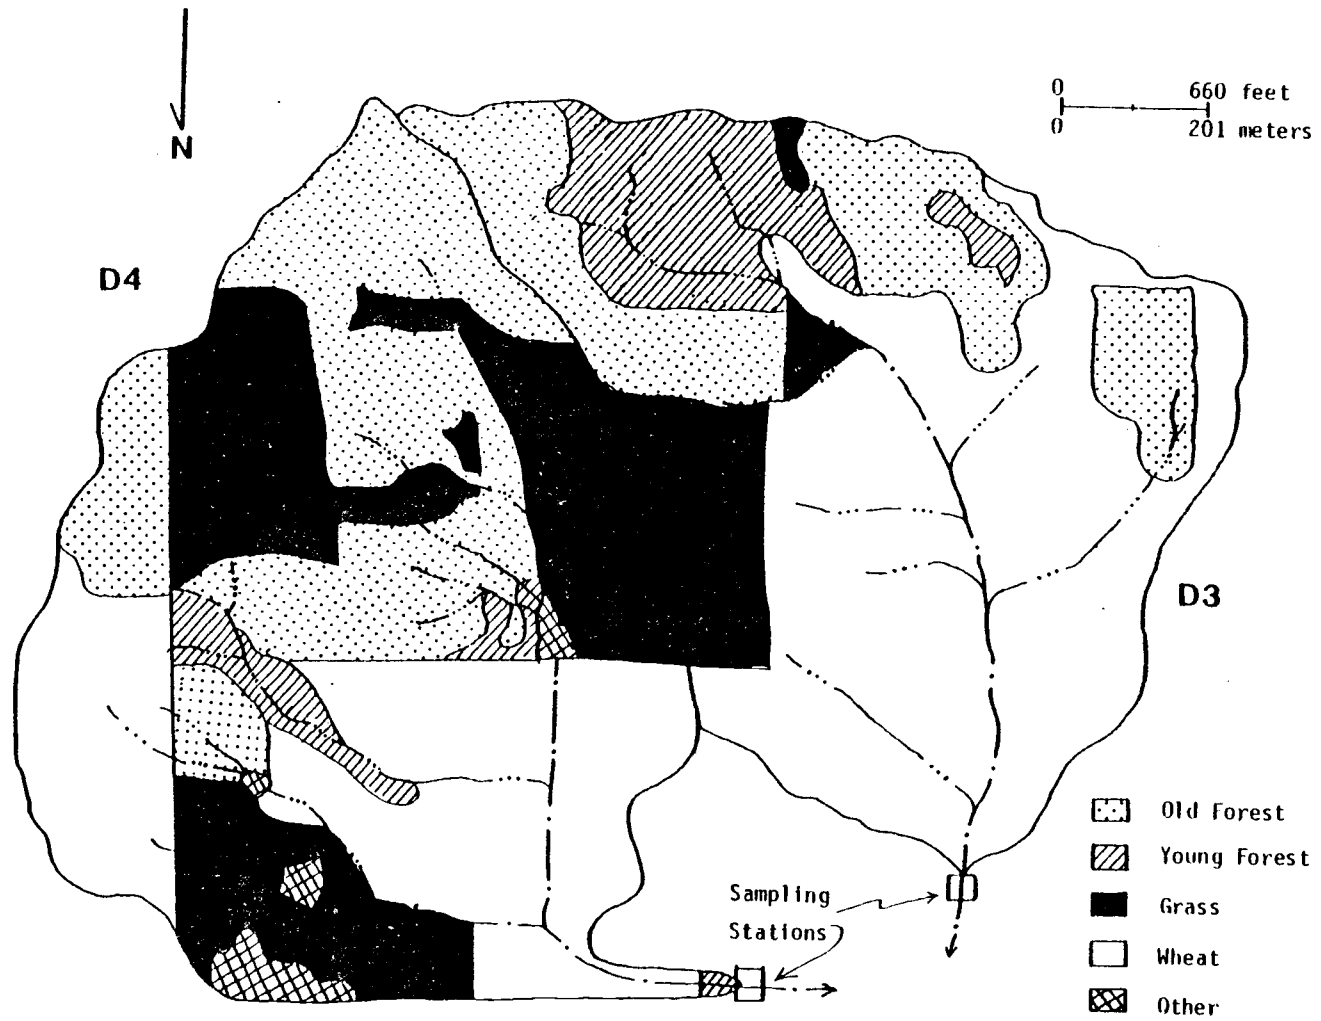 0 660 feet
0 201 meters
N
D4
D3
Old Forest
Young Forest
Grass
Wheat
Other
Sampling
Stations